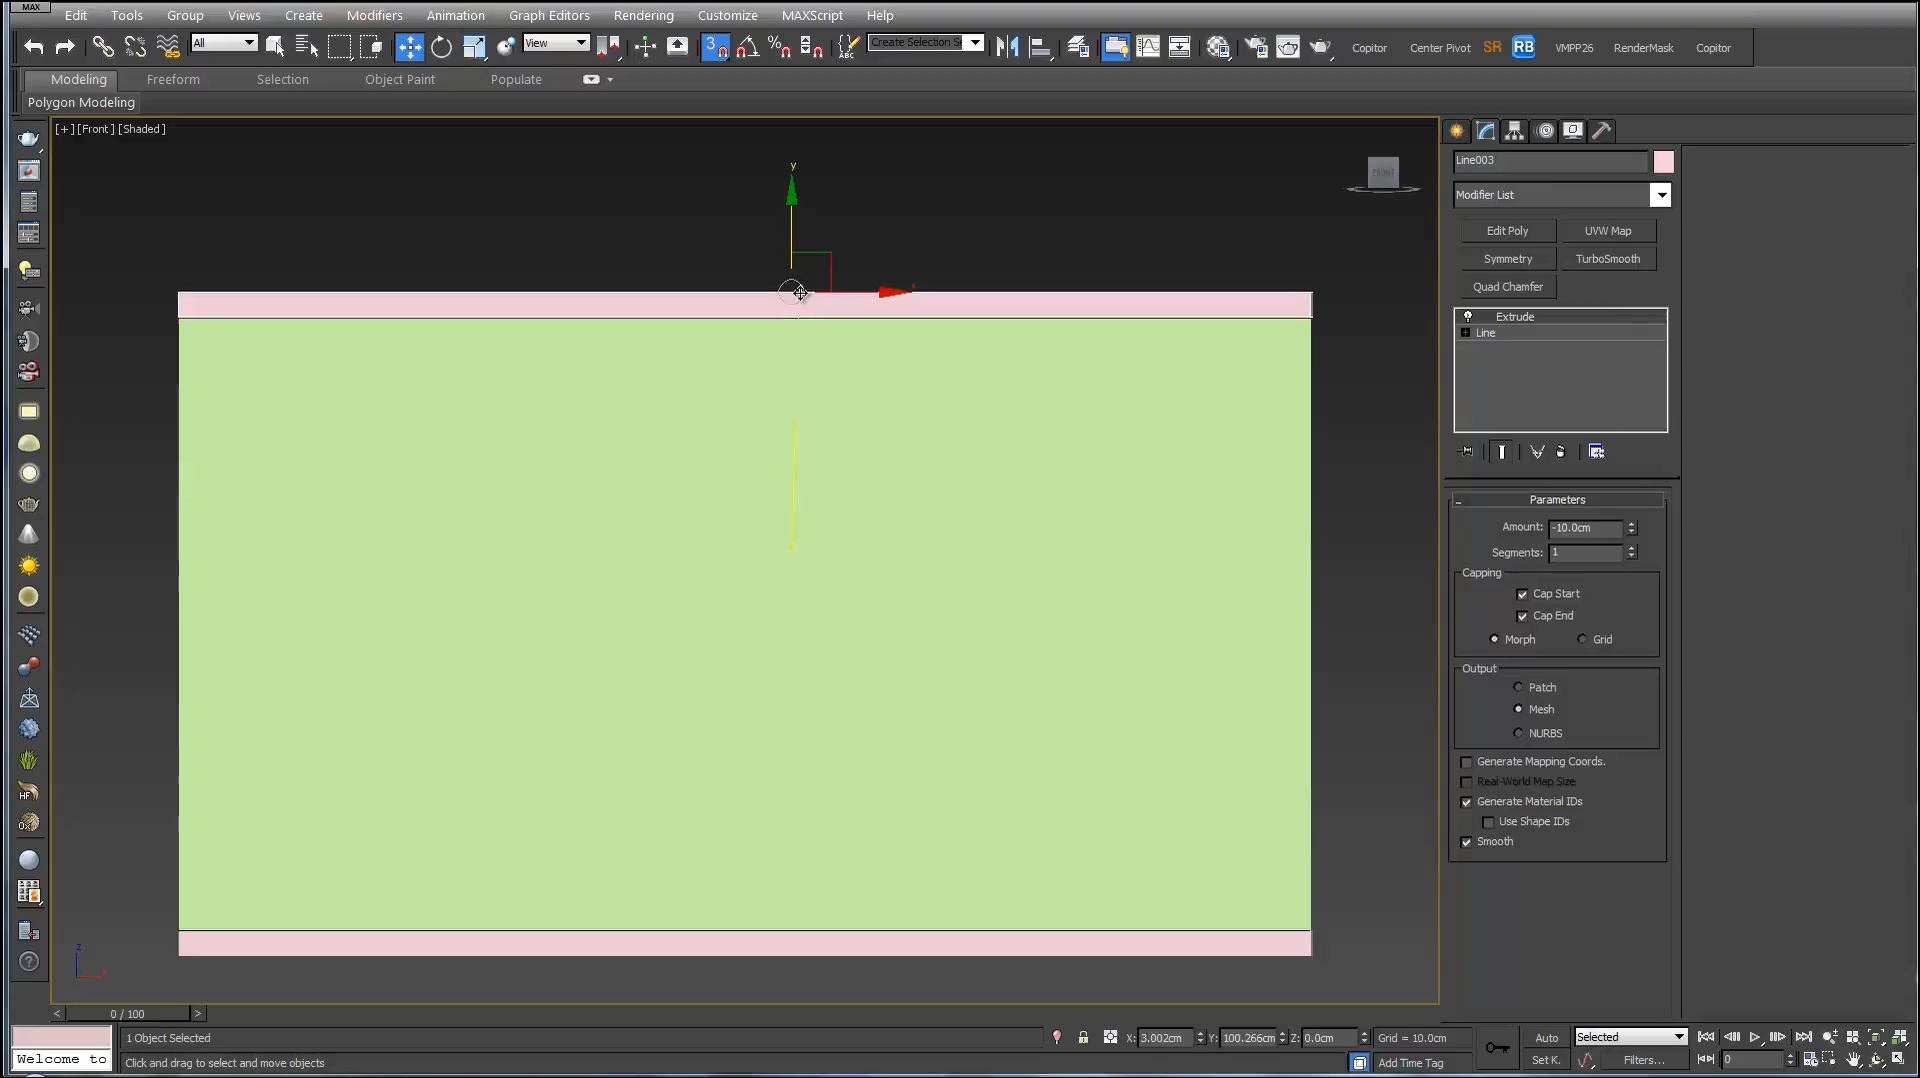 MAX
Edit Tools Group Views Create Modifiers Animation Graph Editors Rendering Customize MAXScript Help
All View 3 ABC Create Selection Se Copitor Center Pivot SR RB VMPP26 RenderMask Copitor
Modeling Freeform Selection Object Paint Populate
Polygon Modeling
[+] [Front] [Shaded]
y
FRONT
x
z
Line003
Modifier List
Edit Poly UVW Map
Symmetry TurboSmooth
Quad Chamfer
Extrude
Line
Parameters
Amount: -10.0cm
Segments: 1
Capping
Cap Start
Cap End
Morph Grid
Output
Patch
Mesh
NURBS
Generate Mapping Coords.
Real-World Map Size
Generate Material IDs
Use Shape IDs
Smooth
HF
< 0 / 100 >
1 Object Selected X: 3.002cm Y: 100.266cm Z: 0.0cm Grid = 10.0cm Auto Selected
Welcome to Click and drag to select and move objects Add Time Tag Set K. Filters... 0